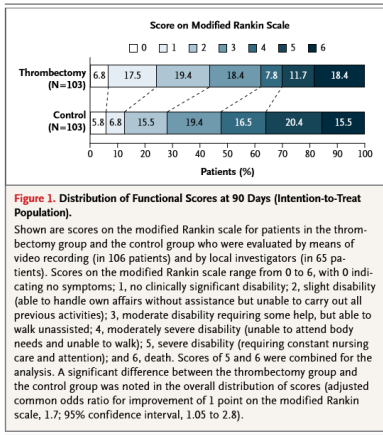 Score on Modified Rankin Scale
0 1 2 3 4 5 6
Thrombectomy
(N=103)
6.8 17.5 19.4 18.4 7.8 11.7 18.4
Control
(N=103)
5.8 6.8 15.5 19.4 16.5 20.4 15.5
0 10 20 30 40 50 60 70 80 90 100
Patients (%)
Figure 1. Distribution of Functional Scores at 90 Days (Intention-to-Treat
Population).
Shown are scores on the modified Rankin scale for patients in the throm-
bectomy group and the control group who were evaluated by means of
video recording (in 106 patients) and by local investigators (in 65 pa-
tients). Scores on the modified Rankin scale range from 0 to 6, with 0 indi-
cating no symptoms; 1, no clinically significant disability; 2, slight disability
(able to handle own affairs without assistance but unable to carry out all
previous activities); 3, moderate disability requiring some help, but able to
walk unassisted; 4, moderately severe disability (unable to attend body
needs and unable to walk); 5, severe disability (requiring constant nursing
care and attention); and 6, death. Scores of 5 and 6 were combined for the
analysis. A significant difference between the thrombectomy group and
the control group was noted in the overall distribution of scores (adjusted
common odds ratio for improvement of 1 point on the modified Rankin
scale, 1.7; 95% confidence interval, 1.05 to 2.8).